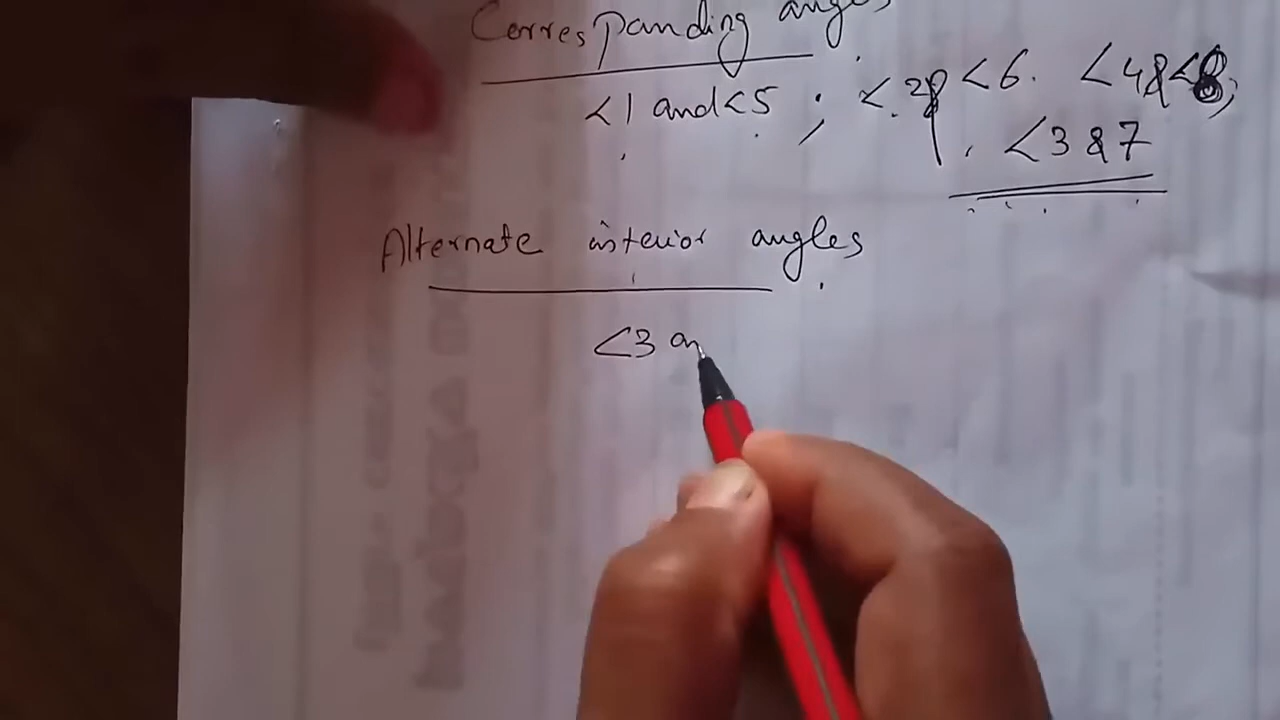 Corresponding angles
<1 and <5 ; <2& <6. <4&<8;
<3 & 7
Alternate interior angles
<3 an